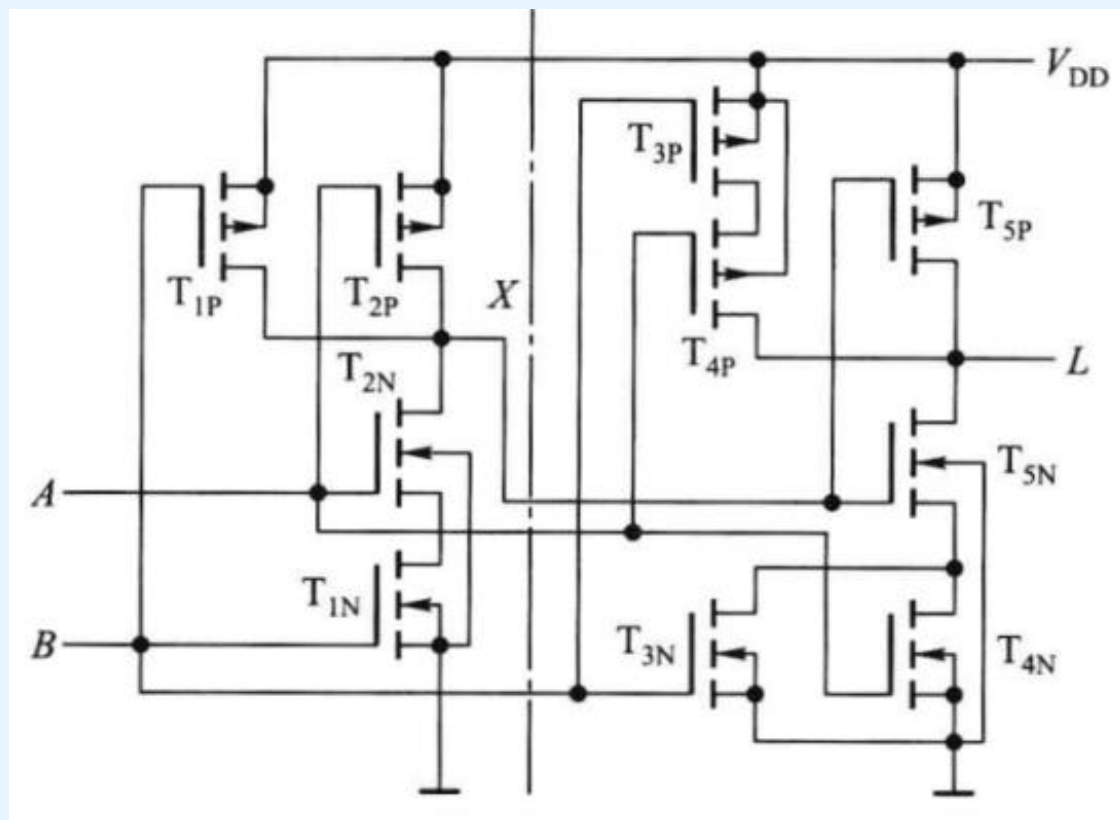 V_DD
T_3P
T_5P
T_1P
T_2P
X
T_4P
L
T_2N
A
T_5N
T_1N
B
T_3N
T_4N